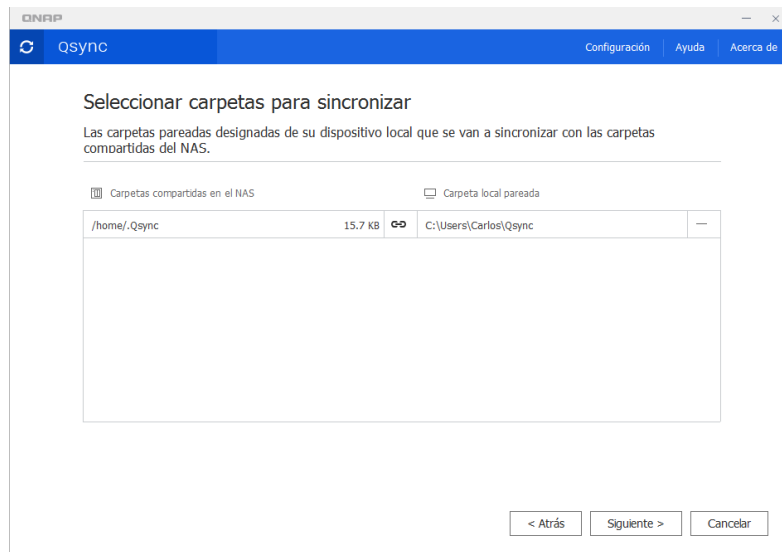 QNAP
Qsync
Configuración Ayuda Acerca de
Seleccionar carpetas para sincronizar
Las carpetas pareadas designadas de su dispositivo local que se van a sincronizar con las carpetas
compartidas del NAS.
Carpetas compartidas en el NAS Carpeta local pareada
/home/.Qsync 15.7 KB C:\Users\Carlos\Qsync
< Atrás Siguiente > Cancelar